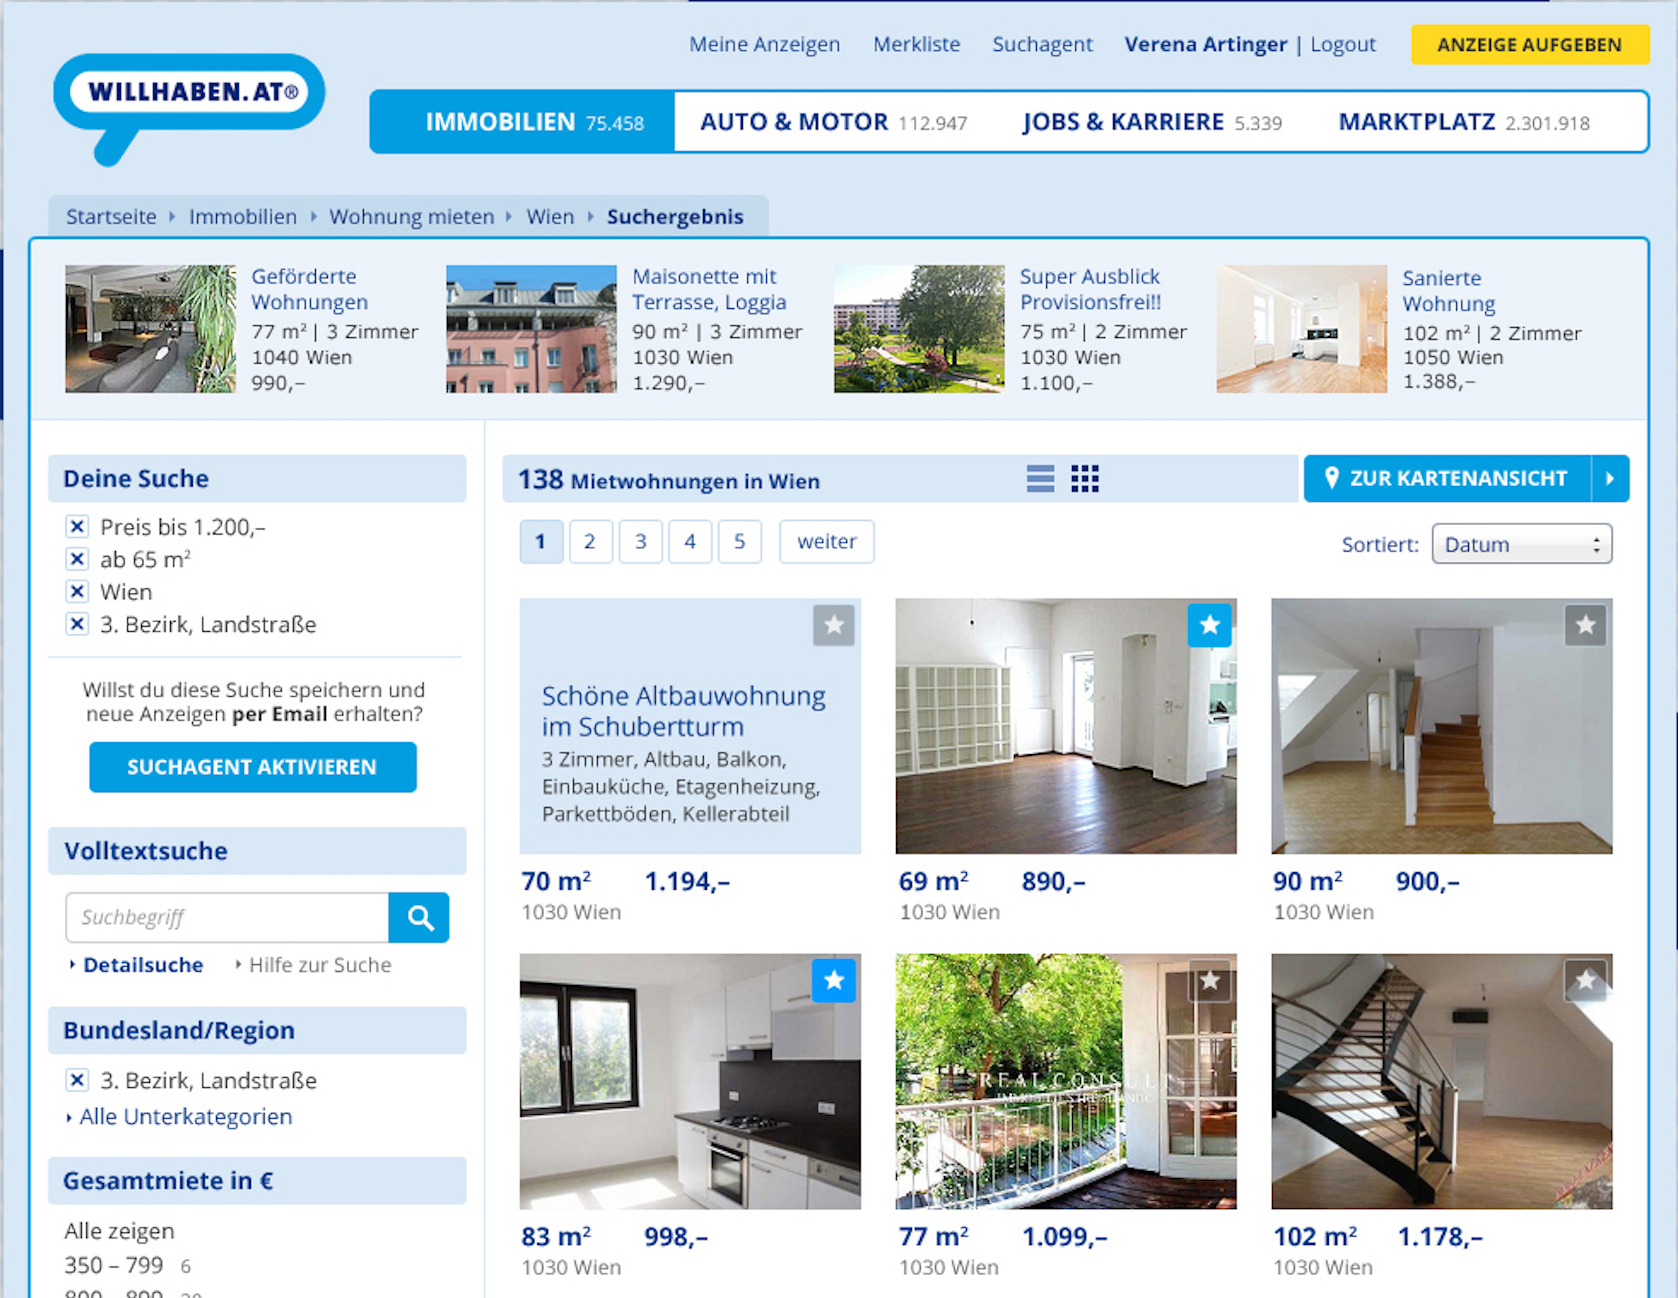 Meine Anzeigen Merkliste Suchagent Verena Artinger | Logout ANZEIGE AUFGEBEN
WILLHABEN.AT®
IMMOBILIEN 75.458 AUTO & MOTOR 112.947 JOBS & KARRIERE 5.339 MARKTPLATZ 2.301.918
Startseite Immobilien Wohnung mieten Wien Suchergebnis
Geförderte
Wohnungen
77 m² | 3 Zimmer
1040 Wien
990,–
Maisonette mit
Terrasse, Loggia
90 m² | 3 Zimmer
1030 Wien
1.290,–
Super Ausblick
Provisionsfrei!!
75 m² | 2 Zimmer
1030 Wien
1.100,–
Sanierte
Wohnung
102 m² | 2 Zimmer
1050 Wien
1.388,–
Deine Suche
Preis bis 1.200,–
ab 65 m²
Wien
3. Bezirk, Landstraße
Willst du diese Suche speichern und
neue Anzeigen per Email erhalten?
SUCHAGENT AKTIVIEREN
Volltextsuche
Suchbegriff
Detailsuche Hilfe zur Suche
Bundesland/Region
3. Bezirk, Landstraße
Alle Unterkategorien
Gesamtmiete in €
Alle zeigen
350 – 799 6
138 Mietwohnungen in Wien
ZUR KARTENANSICHT
1 2 3 4 5 weiter
Sortiert: Datum
Schöne Altbauwohnung
im Schubertturm
3 Zimmer, Altbau, Balkon,
Einbauküche, Etagenheizung,
Parkettböden, Kellerabteil
70 m² 1.194,–
1030 Wien
69 m² 890,–
1030 Wien
90 m² 900,–
1030 Wien
83 m² 998,–
1030 Wien
REAL CONSULT
77 m² 1.099,–
1030 Wien
102 m² 1.178,–
1030 Wien